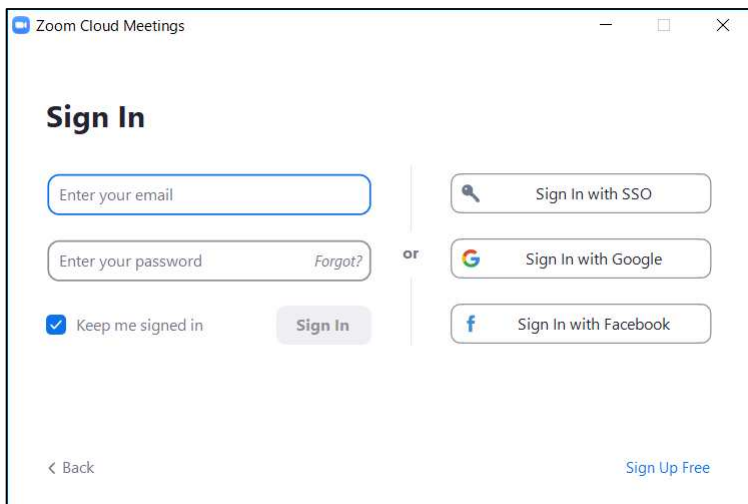 Zoom Cloud Meetings
Sign In
Enter your email
Enter your password Forgot?
Keep me signed in
Sign In
or
Sign In with SSO
Sign In with Google
Sign In with Facebook
Back
Sign Up Free